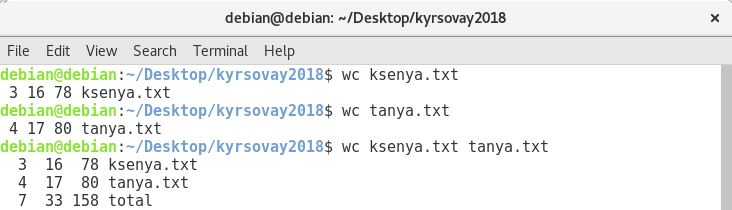 debian@debian: ~/Desktop/kyrsovay2018 ×
File Edit View Search Terminal Help
debian@debian:~/Desktop/kyrsovay2018$ wc ksenya.txt
 3 16 78 ksenya.txt
debian@debian:~/Desktop/kyrsovay2018$ wc tanya.txt
 4 17 80 tanya.txt
debian@debian:~/Desktop/kyrsovay2018$ wc ksenya.txt tanya.txt
  3  16  78 ksenya.txt
  4  17  80 tanya.txt
  7  33 158 total